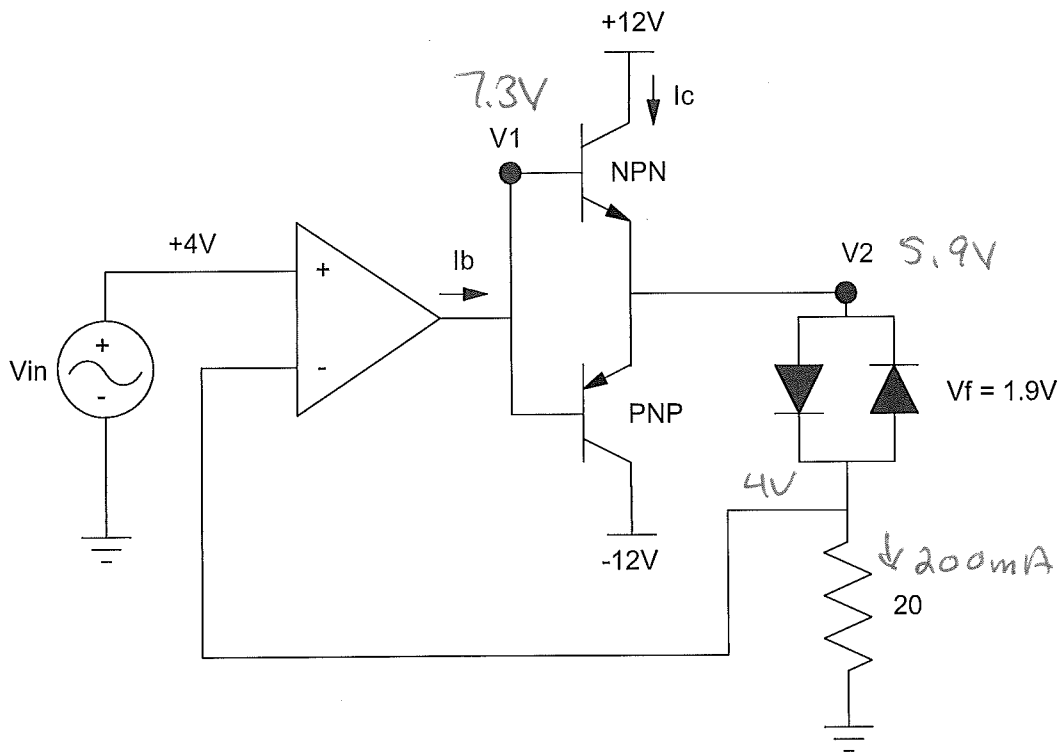 +12V
7.3V
Ic
V1
NPN
+4V
V2 5.9V
+
Ib
+
Vin
-
-
Vf = 1.9V
PNP
4V
-12V
↓ 200mA
20